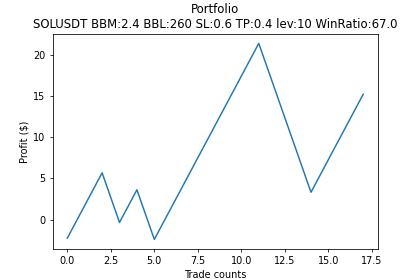 Portfolio
SOLUSDT BBM:2.4 BBL:260 SL:0.6 TP:0.4 lev:10 WinRatio:67.0
20
15
10
5
0
Profit ($)
0.0 2.5 5.0 7.5 10.0 12.5 15.0 17.5
Trade counts